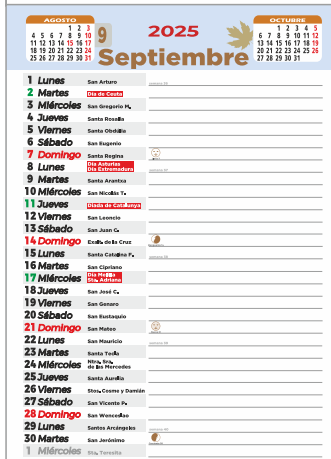 AGOSTO
1 2 3
4 5 6 7 8 9 10
11 12 13 14 15 16 17
18 19 20 21 22 23 24
25 26 27 28 29 30 31
9
2025
Septiembre
OCTUBRE
1 2 3 4 5
6 7 8 9 10 11 12
13 14 15 16 17 18 19
20 21 22 23 24 25 26
27 28 29 30 31
1 Lunes San Arturo
2 Martes Día de Ceuta
3 Miércoles San Gregorio M.
4 Jueves Santa Rosalía
5 Viernes San Obdulia
6 Sábado San Eugenio
7 Domingo Santa Regina
8 Lunes Día Asturias
Día Extremadura
9 Martes Santa Arantxa
10 Miércoles San Nicolás T.
11 Jueves Diada de Catalunya
12 Viernes San Leoncio
13 Sábado San Juan C.
14 Domingo Exalt. de la Cruz
15 Lunes Santa Catalina F.
16 Martes San Cipriano
17 Miércoles Día Melilla
Sta. Adriana
18 Jueves San José C.
19 Viernes San Genaro
20 Sábado San Eustaquio
21 Domingo San Mateo
22 Lunes San Mauricio
23 Martes Santa Tecla
24 Miércoles Ntra. Sra.
de las Mercedes
25 Jueves Santa Aurelia
26 Viernes Stos. Cosme y Damián
27 Sábado San Vicente P.
28 Domingo San Wenceslao
29 Lunes Santos Arcángeles
30 Martes San Jerónimo
1 Miércoles Sta. Teresita